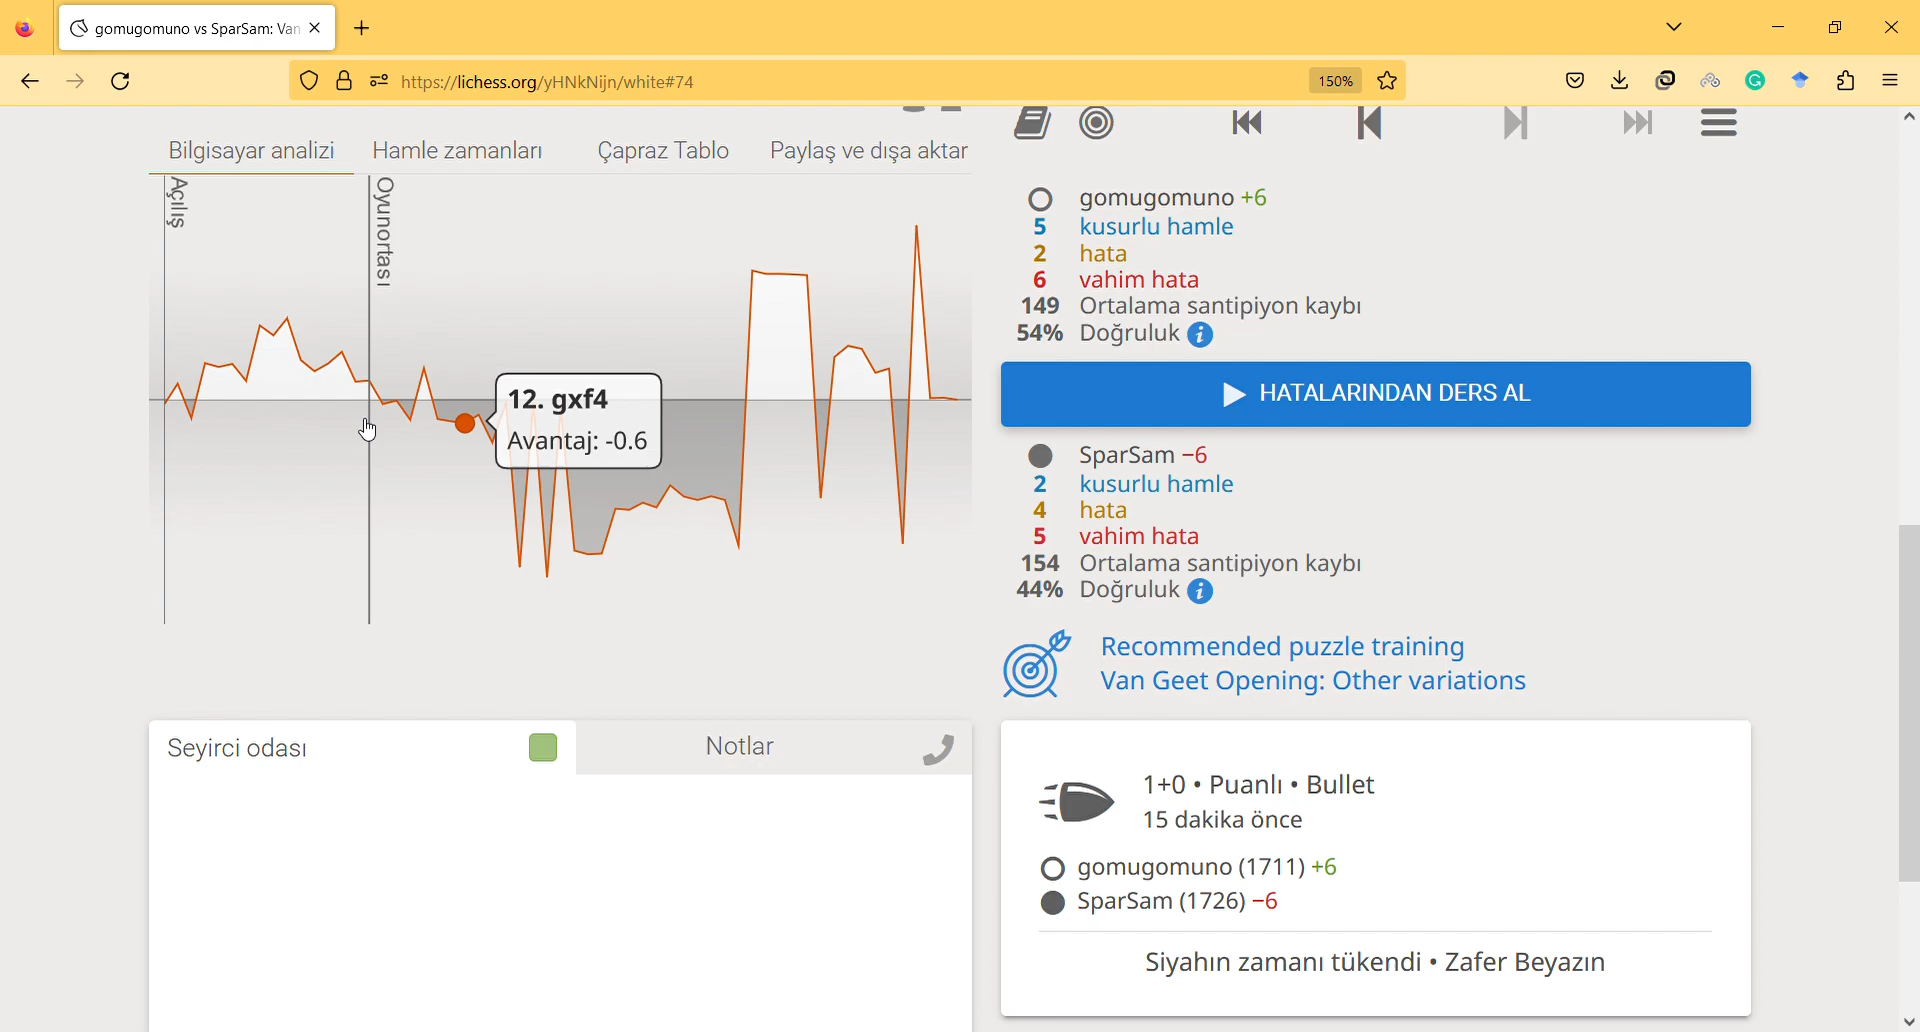 gomugomuno vs SparSam: Van
https://lichess.org/yHNkNijn/white#74
150%
Bilgisayar analizi
Hamle zamanları
Çapraz Tablo
Paylaş ve dışa aktar
Açılış
Oyunortası
12. gxf4
Avantaj: -0.6
gomugomuno +6
5 kusurlu hamle
2 hata
6 vahim hata
149 Ortalama santipiyon kaybı
54% Doğruluk
HATALARINDAN DERS AL
SparSam −6
2 kusurlu hamle
4 hata
5 vahim hata
154 Ortalama santipiyon kaybı
44% Doğruluk
Recommended puzzle training
Van Geet Opening: Other variations
Seyirci odası
Notlar
1+0 • Puanlı • Bullet
15 dakika önce
gomugomuno (1711) +6
SparSam (1726) −6
Siyahın zamanı tükendi • Zafer Beyazın